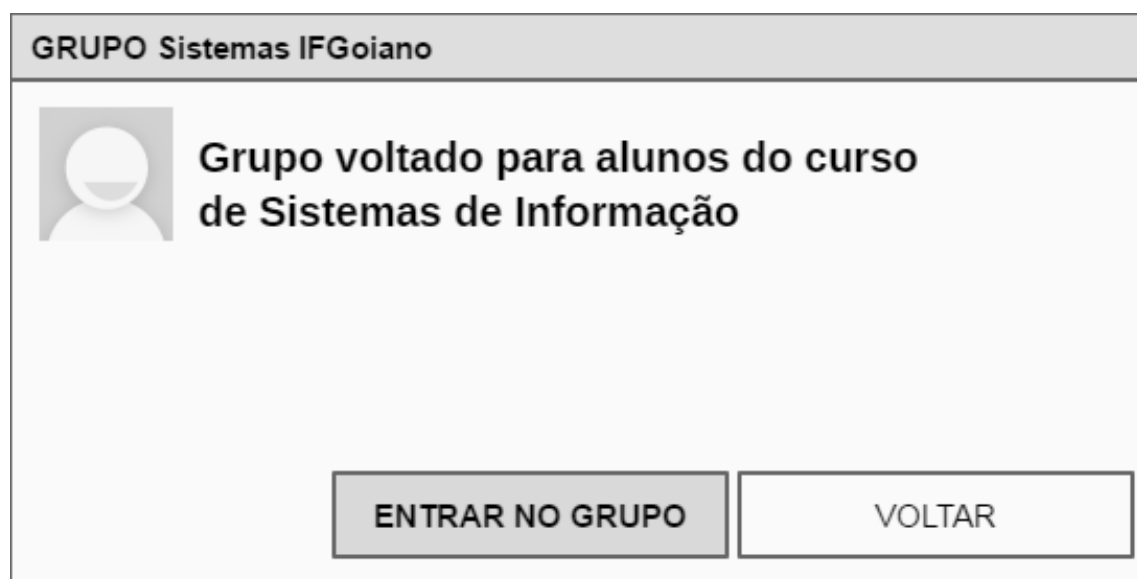 GRUPO Sistemas IFGoiano
Grupo voltado para alunos do curso
de Sistemas de Informação
ENTRAR NO GRUPO
VOLTAR